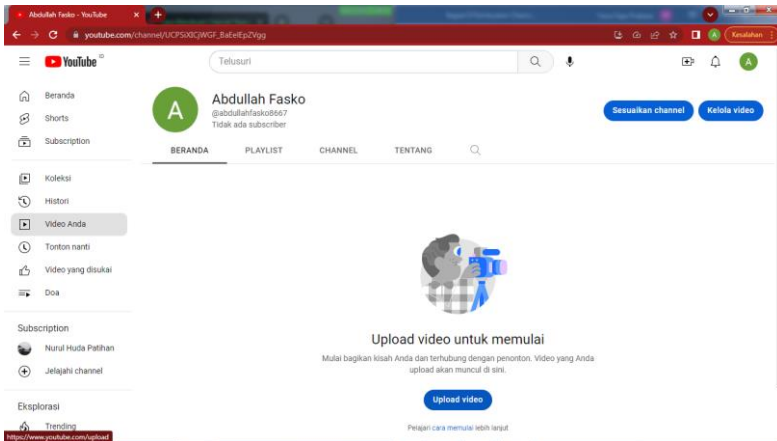 Abdullah Fasko - YouTube
youtube.com/channel/UCPSiXICjWGF_BaEeIEpZVgg
A
Kesalahan
YouTube ID
Telusuri
A
Beranda
Shorts
Subscription
Koleksi
Histori
Video Anda
Tonton nanti
Video yang disukai
Doa
Subscription
Nurul Huda Patihan
Jelajahi channel
Eksplorasi
Trending
https://www.youtube.com/upload
A
Abdullah Fasko
@abdullahfasko8667
Tidak ada subscriber
Sesuaikan channel
Kelola video
BERANDA PLAYLIST CHANNEL TENTANG
Upload video untuk memulai
Mulai bagikan kisah Anda dan terhubung dengan penonton. Video yang Anda
upload akan muncul di sini.
Upload video
Pelajari cara memulai lebih lanjut